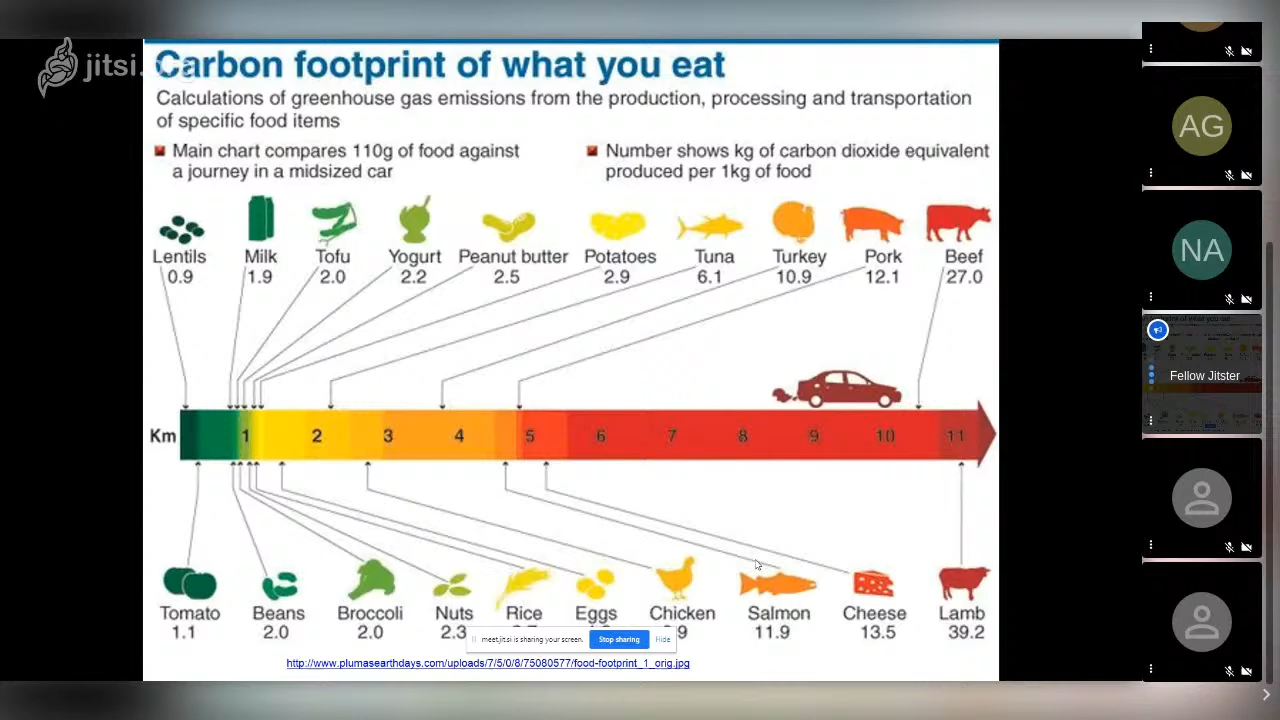 jitsi.org
Carbon footprint of what you eat
Calculations of greenhouse gas emissions from the production, processing and transportation
of specific food items
Main chart compares 110g of food against
a journey in a midsized car
Number shows kg of carbon dioxide equivalent
produced per 1kg of food
Lentils Milk Tofu Yogurt Peanut butter Potatoes Tuna Turkey Pork Beef
0.9 1.9 2.0 2.2 2.5 2.9 6.1 10.9 12.1 27.0
Km 1 2 3 4 5 6 7 8 9 10 11
Tomato Beans Broccoli Nuts Rice Eggs Chicken Salmon Cheese Lamb
1.1 2.0 2.0 2.3 11.9 13.5 39.2
meet.jit.si is sharing your screen. Stop sharing Hide
http://www.plumasearthdays.com/uploads/7/5/0/8/75080577/food-footprint_1_orig.jpg
AG
NA
Fellow Jitster